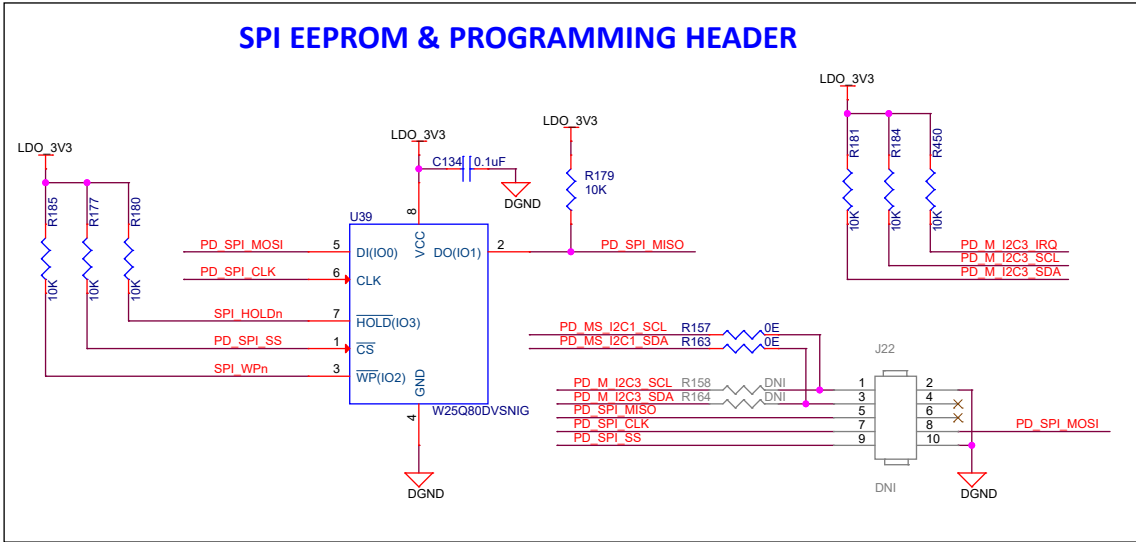 SPI EEPROM & PROGRAMMING HEADER
LDO_3V3
R185
R177
R180
10K
10K
10K
LDO_3V3
C134
0.1uF
DGND
LDO_3V3
R179
10K
LDO_3V3
R181
R184
R450
10K
10K
10K
PD_M_I2C3_IRQ
PD_M_I2C3_SCL
PD_M_I2C3_SDA
U39
8
VCC
PD_SPI_MOSI
5
DI(IO0)
DO(IO1)
2
PD_SPI_MISO
PD_SPI_CLK
6
CLK
SPI_HOLDn
7
HOLD(IO3)
PD_SPI_SS
1
CS
SPI_WPn
3
WP(IO2)
GND
4
W25Q80DVSNIG
DGND
PD_MS_I2C1_SCL
R157
0E
PD_MS_I2C1_SDA
R163
0E
J22
PD_M_I2C3_SCL
R158
DNI
1
2
PD_M_I2C3_SDA
R164
DNI
3
4
PD_SPI_MISO
5
6
PD_SPI_CLK
7
8
PD_SPI_MOSI
PD_SPI_SS
9
10
DNI
DGND